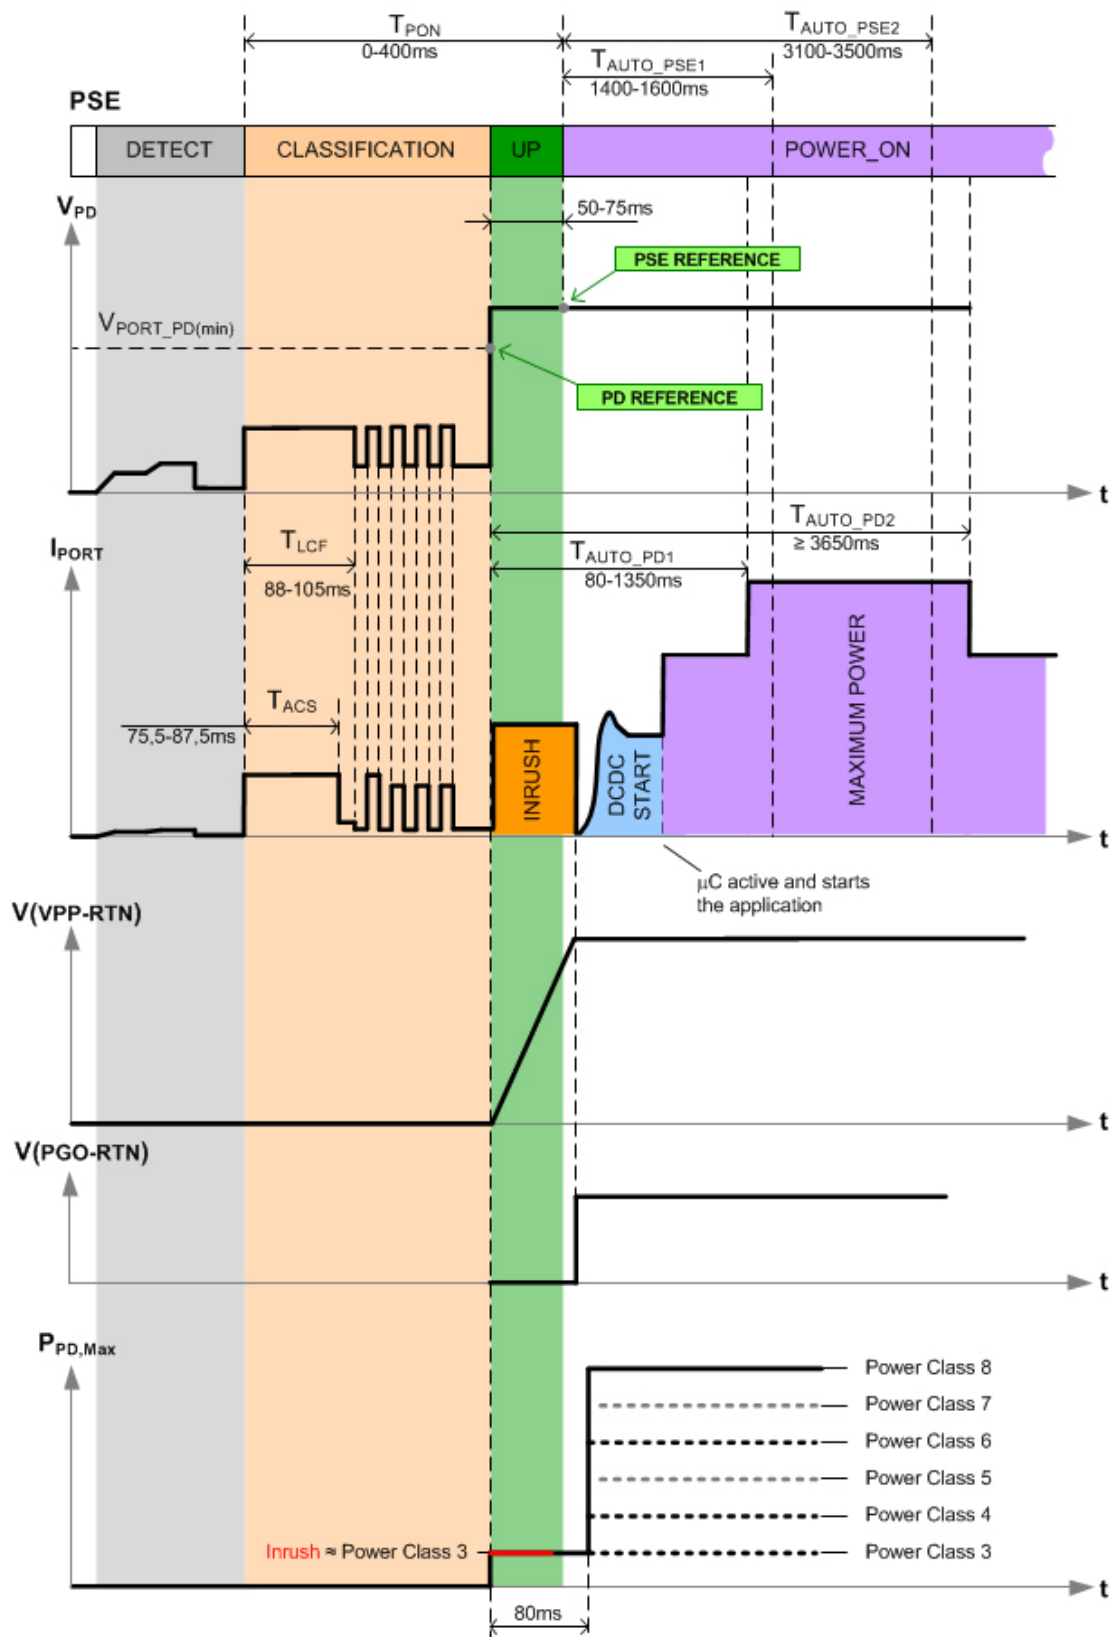 T_PON
0-400ms
T_AUTO_PSE2
3100-3500ms
T_AUTO_PSE1
1400-1600ms
PSE
DETECT
CLASSIFICATION
UP
POWER_ON
V_PD
50-75ms
PSE REFERENCE
V_PORT_PD(min)
PD REFERENCE
t
T_AUTO_PD2
≥ 3650ms
I_PORT
T_LCF
88-105ms
T_AUTO_PD1
80-1350ms
T_ACS
75,5-87,5ms
INRUSH
DCDC
START
MAXIMUM POWER
t
µC active and starts
the application
V(VPP-RTN)
t
V(PGO-RTN)
t
P_PD,Max
Power Class 8
Power Class 7
Power Class 6
Power Class 5
Power Class 4
Inrush ≈ Power Class 3
Power Class 3
t
80ms